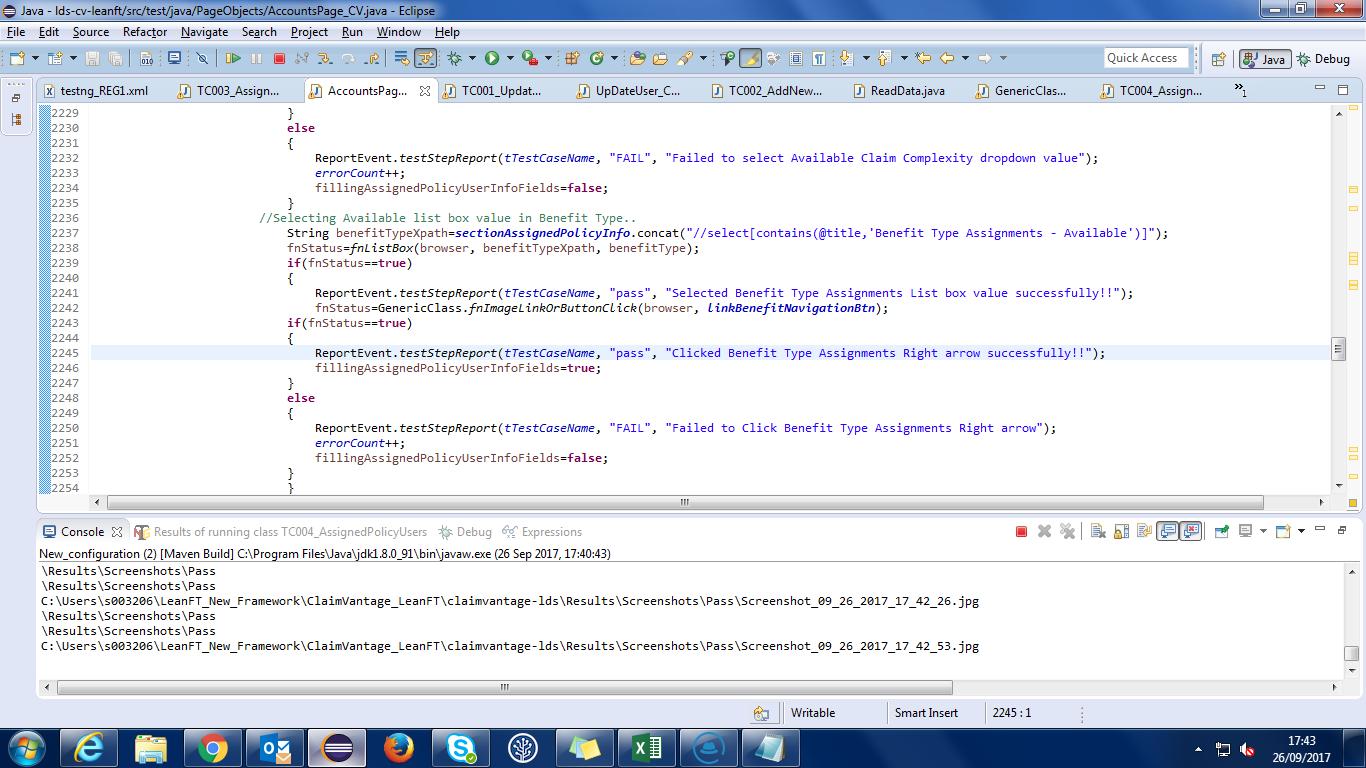 Java - lds-cv-leanft/src/test/java/PageObjects/AccountsPage_CV.java - Eclipse
File Edit Source Refactor Navigate Search Project Run Window Help
Quick Access Java Debug
testng_REG1.xml TC003_Assign... AccountsPag... TC001_Updat... UpDateUser_C... TC002_AddNew... ReadData.java GenericClas... TC004_Assign... »1
2229 }
2230 else
2231 {
2232 ReportEvent.testStepReport(tTestCaseName, "FAIL", "Failed to select Available Claim Complexity dropdown value");
2233 errorCount++;
2234 fillingAssignedPolicyUserInfoFields=false;
2235 }
2236 //Selecting Available list box value in Benefit Type..
2237 String benefitTypeXpath=sectionAssignedPolicyInfo.concat("//select[contains(@title,'Benefit Type Assignments - Available')]");
2238 fnStatus=fnListBox(browser, benefitTypeXpath, benefitType);
2239 if(fnStatus==true)
2240 {
2241 ReportEvent.testStepReport(tTestCaseName, "pass", "Selected Benefit Type Assignments List box value successfully!!");
2242 fnStatus=GenericClass.fnImageLinkOrButtonClick(browser, linkBenefitNavigationBtn);
2243 if(fnStatus==true)
2244 {
2245 ReportEvent.testStepReport(tTestCaseName, "pass", "Clicked Benefit Type Assignments Right arrow successfully!!");
2246 fillingAssignedPolicyUserInfoFields=true;
2247 }
2248 else
2249 {
2250 ReportEvent.testStepReport(tTestCaseName, "FAIL", "Failed to Click Benefit Type Assignments Right arrow");
2251 errorCount++;
2252 fillingAssignedPolicyUserInfoFields=false;
2253 }
2254 }
Console Results of running class TC004_AssignedPolicyUsers Debug Expressions
New_configuration (2) [Maven Build] C:\Program Files\Java\jdk1.8.0_91\bin\javaw.exe (26 Sep 2017, 17:40:43)
\Results\Screenshots\Pass
\Results\Screenshots\Pass
C:\Users\s003206\LeanFT_New_Framework\ClaimVantage_LeanFT\claimvantage-lds\Results\Screenshots\Pass\Screenshot_09_26_2017_17_42_26.jpg
\Results\Screenshots\Pass
\Results\Screenshots\Pass
C:\Users\s003206\LeanFT_New_Framework\ClaimVantage_LeanFT\claimvantage-lds\Results\Screenshots\Pass\Screenshot_09_26_2017_17_42_53.jpg
Writable Smart Insert 2245 : 1
17:43
26/09/2017